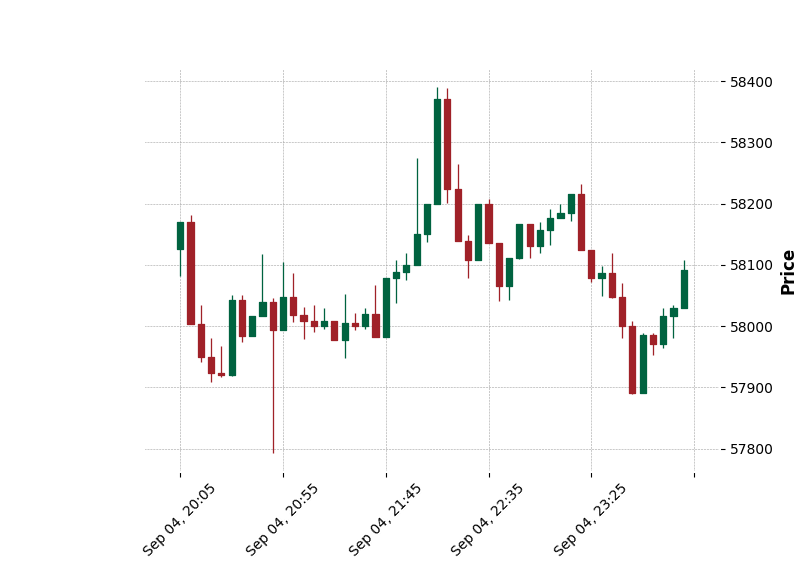 58400
58300
58200
58100
58000
57900
57800
Price
Sep 04, 20:05
Sep 04, 20:55
Sep 04, 21:45
Sep 04, 22:35
Sep 04, 23:25